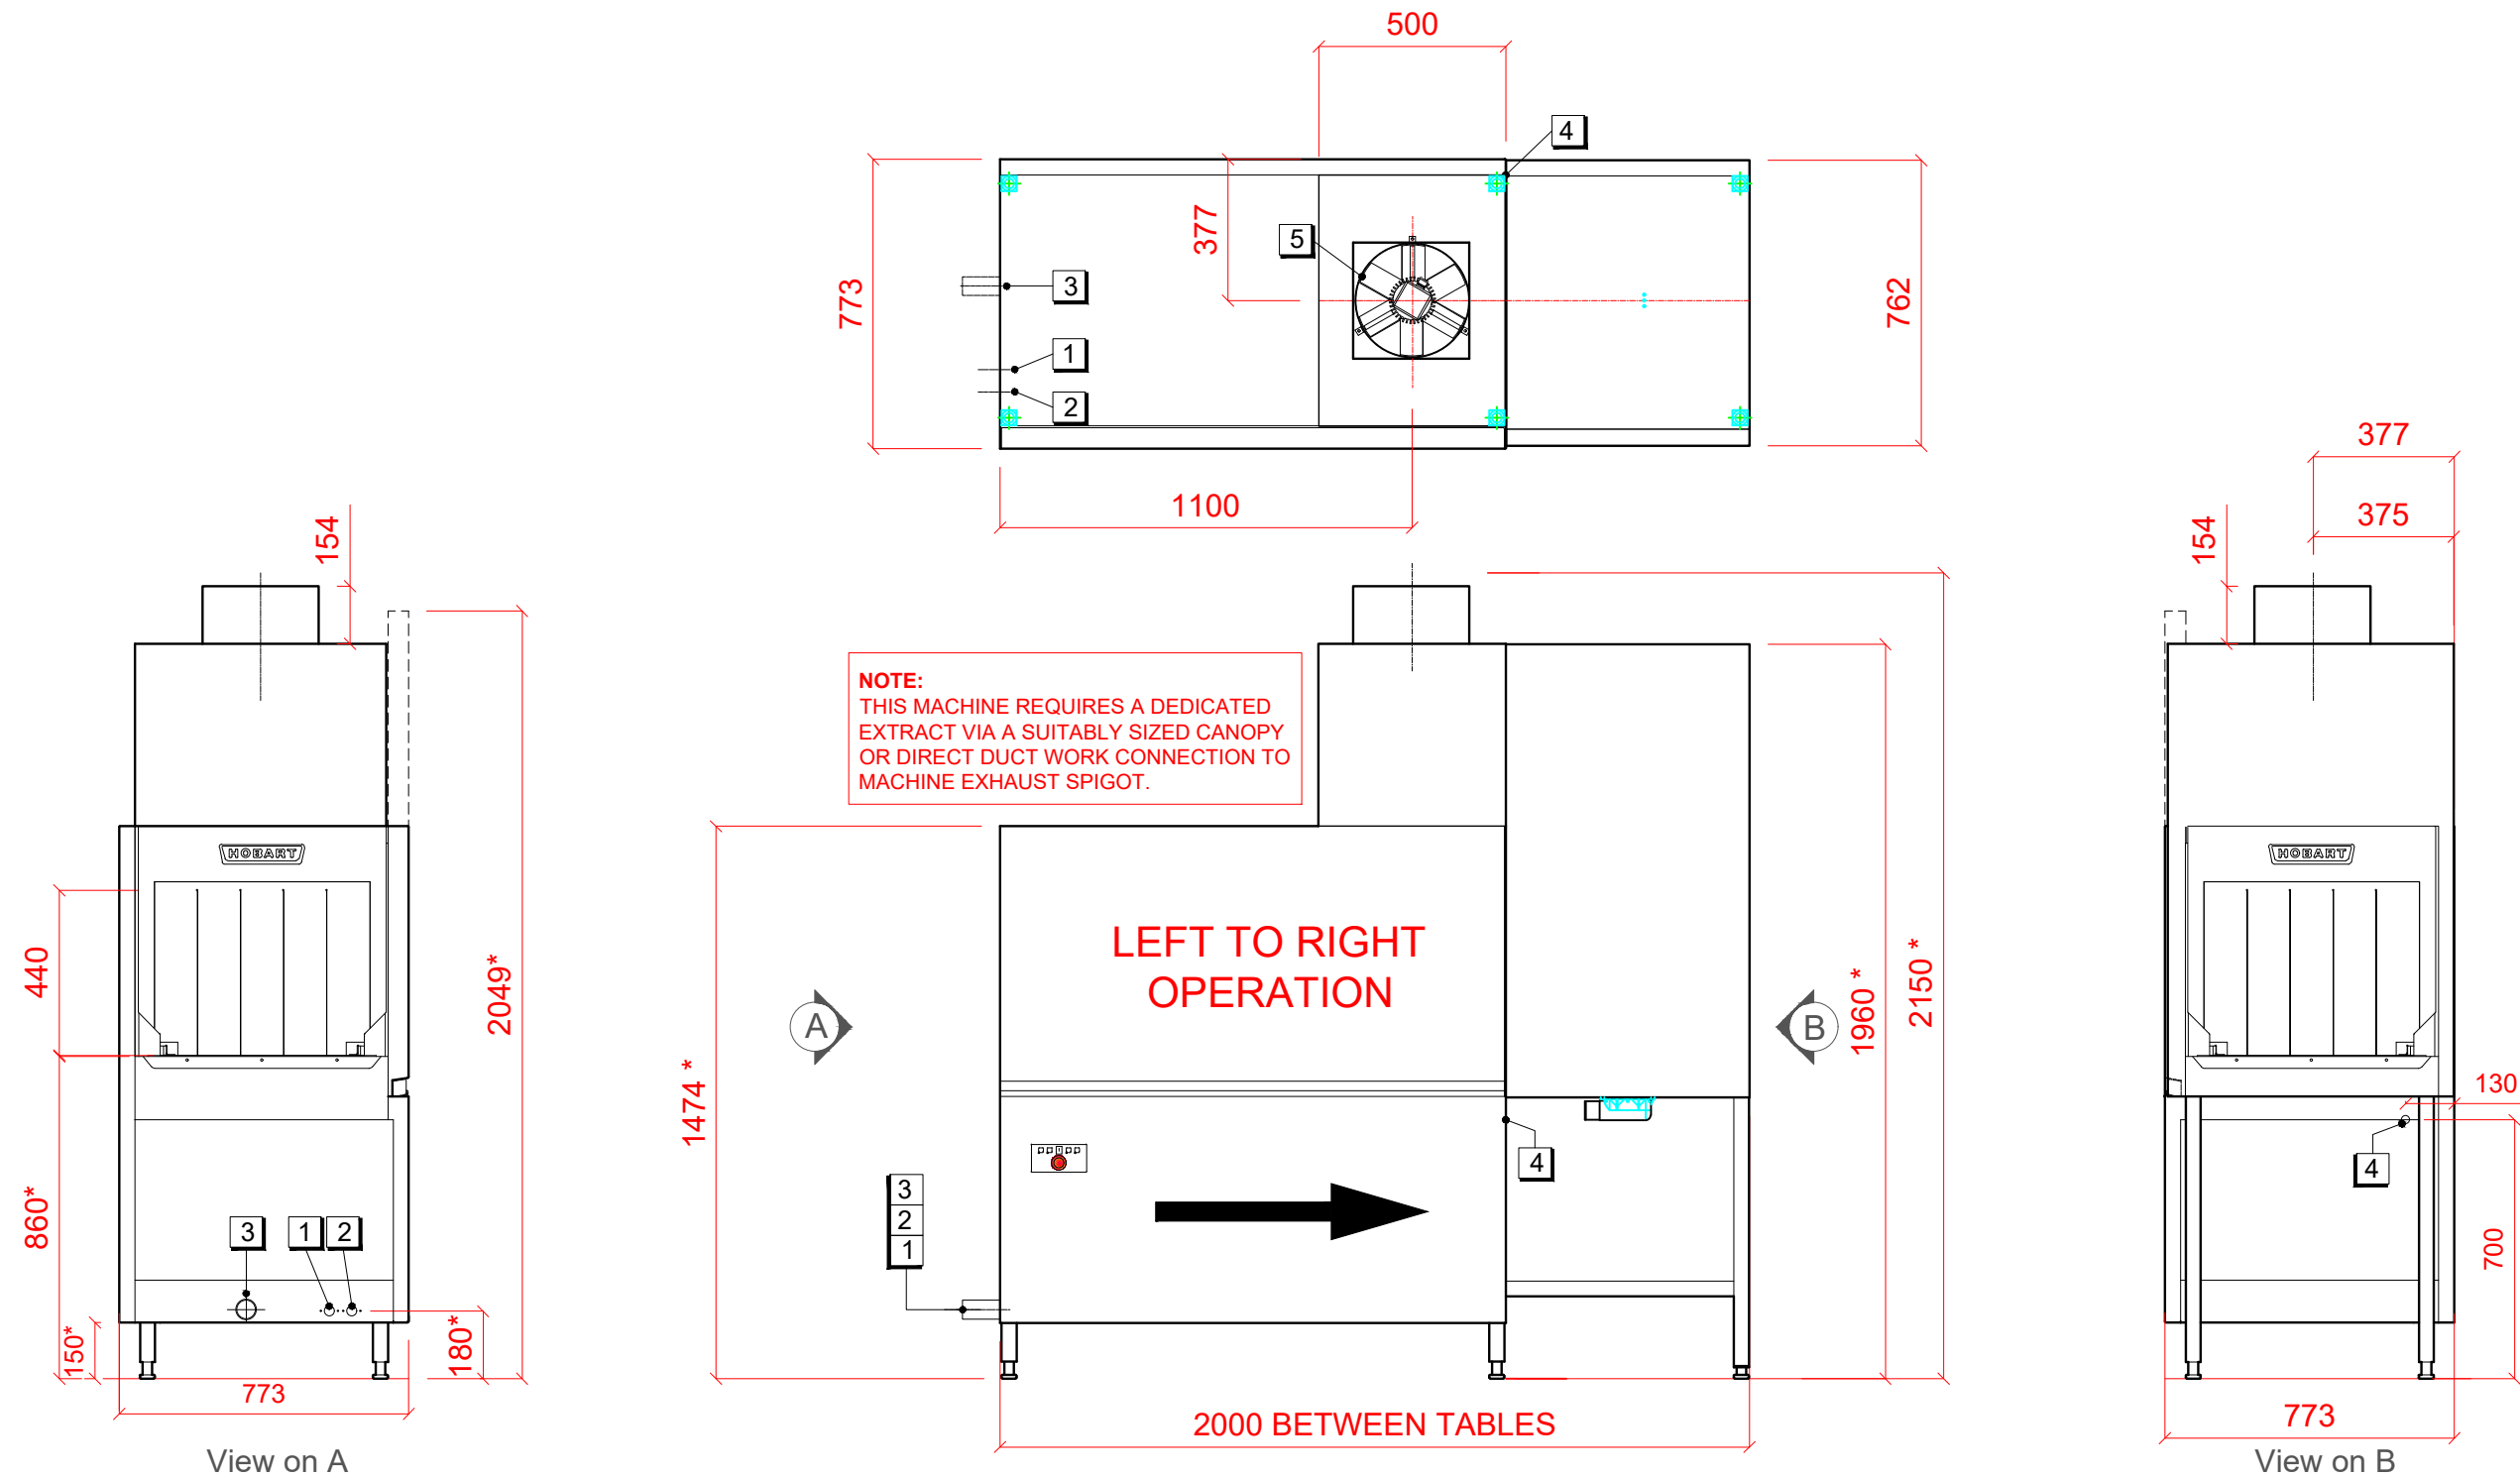 500
4
377
5
773
3
762
1
2
1100
377
375
154
154
NOTE:
THIS MACHINE REQUIRES A DEDICATED
EXTRACT VIA A SUITABLY SIZED CANOPY
OR DIRECT DUCT WORK CONNECTION TO
MACHINE EXHAUST SPIGOT.
HOBART
HOBART
LEFT TO RIGHT
OPERATION
440
2049*
A
B
1960 *
2150 *
1474 *
130
4
4
3
2
1
860*
3
1
2
700
150*
180*
773
2000 BETWEEN TABLES
773
View on A
View on B